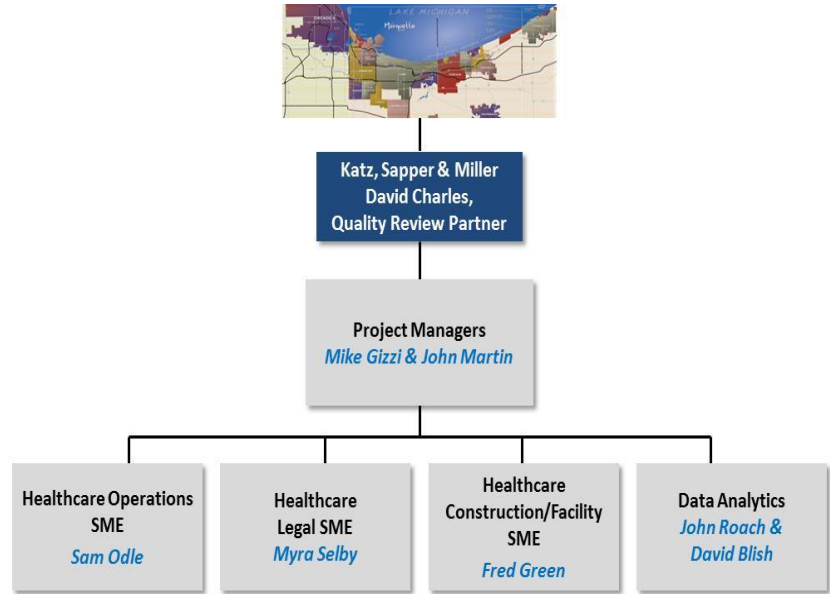 LAKE MICHIGAN
Marquette
Katz, Sapper & Miller
David Charles,
Quality Review Partner
Project Managers
Mike Gizzi & John Martin
Healthcare Operations
SME
Sam Odle
Healthcare
Legal SME
Myra Selby
Healthcare
Construction/Facility
SME
Fred Green
Data Analytics
John Roach &
David Blish